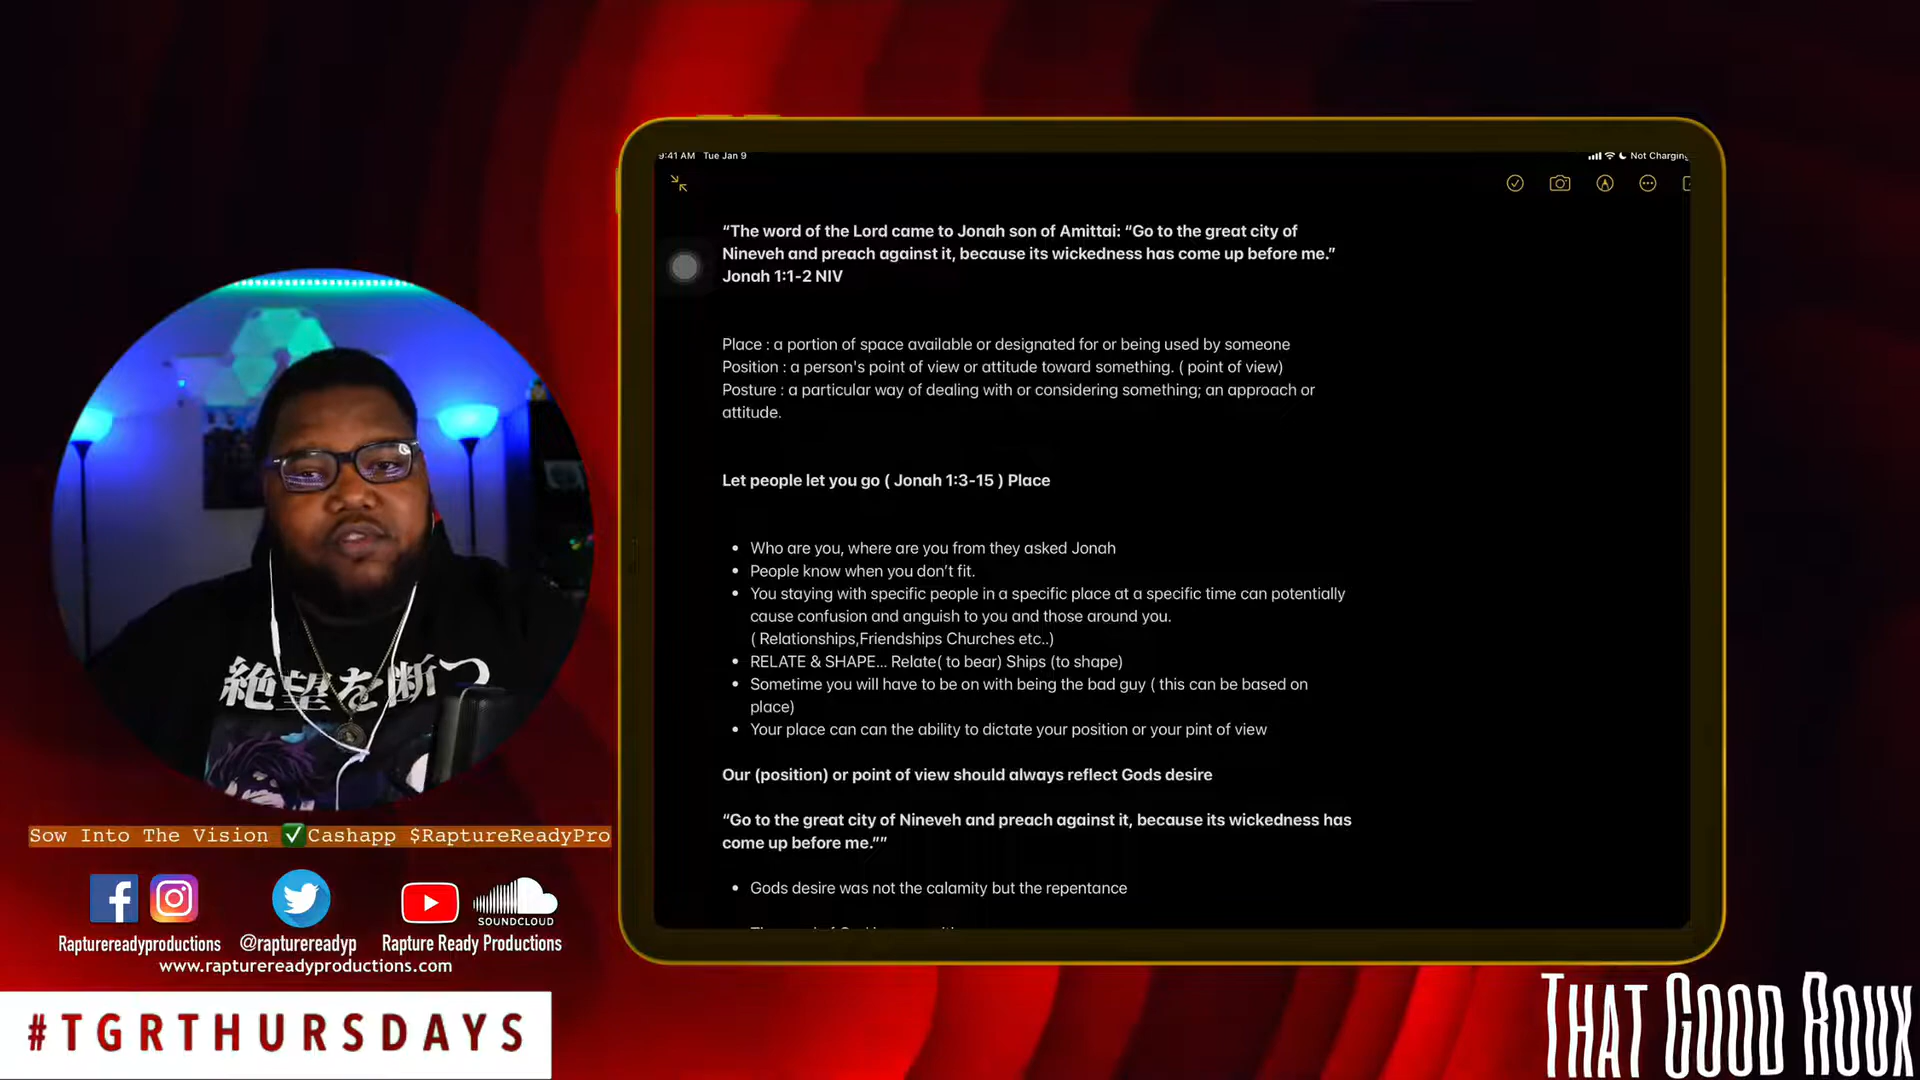 9:41 AM Tue Jan 9
Not Charging
“The word of the Lord came to Jonah son of Amittai: “Go to the great city of
Nineveh and preach against it, because its wickedness has come up before me.”
Jonah 1:1-2 NIV
Place : a portion of space available or designated for or being used by someone
Position : a person's point of view or attitude toward something. ( point of view)
Posture : a particular way of dealing with or considering something; an approach or
attitude.
Let people let you go ( Jonah 1:3-15 ) Place
• Who are you, where are you from they asked Jonah
• People know when you don’t fit.
• You staying with specific people in a specific place at a specific time can potentially
cause confusion and anguish to you and those around you.
( Relationships,Friendships Churches etc..)
• RELATE & SHAPE... Relate( to bear) Ships (to shape)
• Sometime you will have to be on with being the bad guy ( this can be based on
place)
• Your place can can the ability to dictate your position or your pint of view
Our (position) or point of view should always reflect Gods desire
“Go to the great city of Nineveh and preach against it, because its wickedness has
come up before me.””
• Gods desire was not the calamity but the repentance
絶望を断つ
Sow Into The Vision ✅Cashapp $RaptureReadyPro
SOUNDCLOUD
Rapturereadyproductions @rapturereadyp Rapture Ready Productions
www.rapturereadyproductions.com
#TGRTHURSDAYS
THAT GOOD ROUX